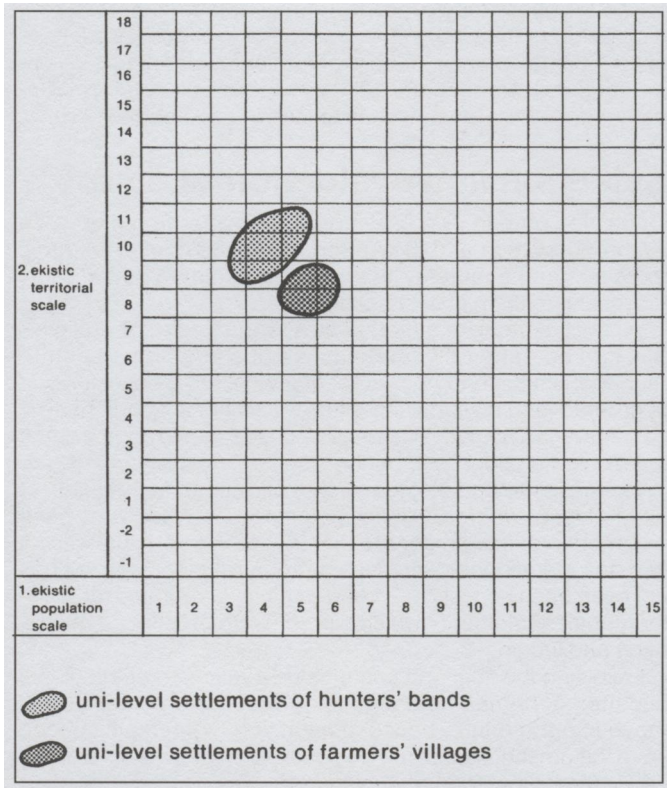 18
17
16
15
14
13
12
11
10
9
8
7
6
5
4
3
2
1
-2
-1
2.ekistic
territorial
scale
1.ekistic
population
scale
1 2 3 4 5 6 7 8 9 10 11 12 13 14 15
uni-level settlements of hunters' bands
uni-level settlements of farmers' villages